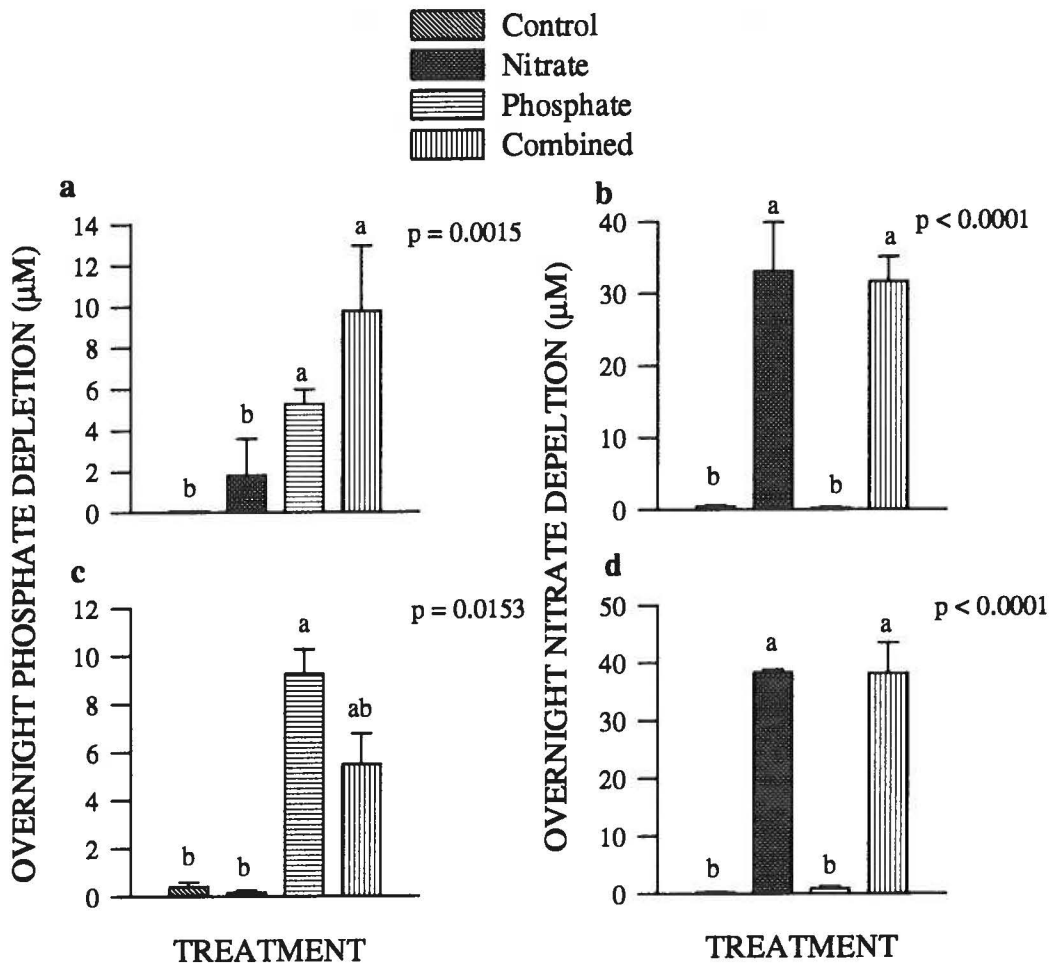 Control
Nitrate
Phosphate
Combined
a
p = 0.0015
14
12
10
8
6
4
2
0
b
b
a
a
OVERNIGHT PHOSPHATE DEPLETION (µM)
b
p < 0.0001
40
30
20
10
0
b
a
b
a
OVERNIGHT NITRATE DEPELTION (µM)
c
p = 0.0153
12
10
8
6
4
2
0
b
b
a
ab
TREATMENT
d
p < 0.0001
50
40
30
20
10
0
b
a
b
a
TREATMENT